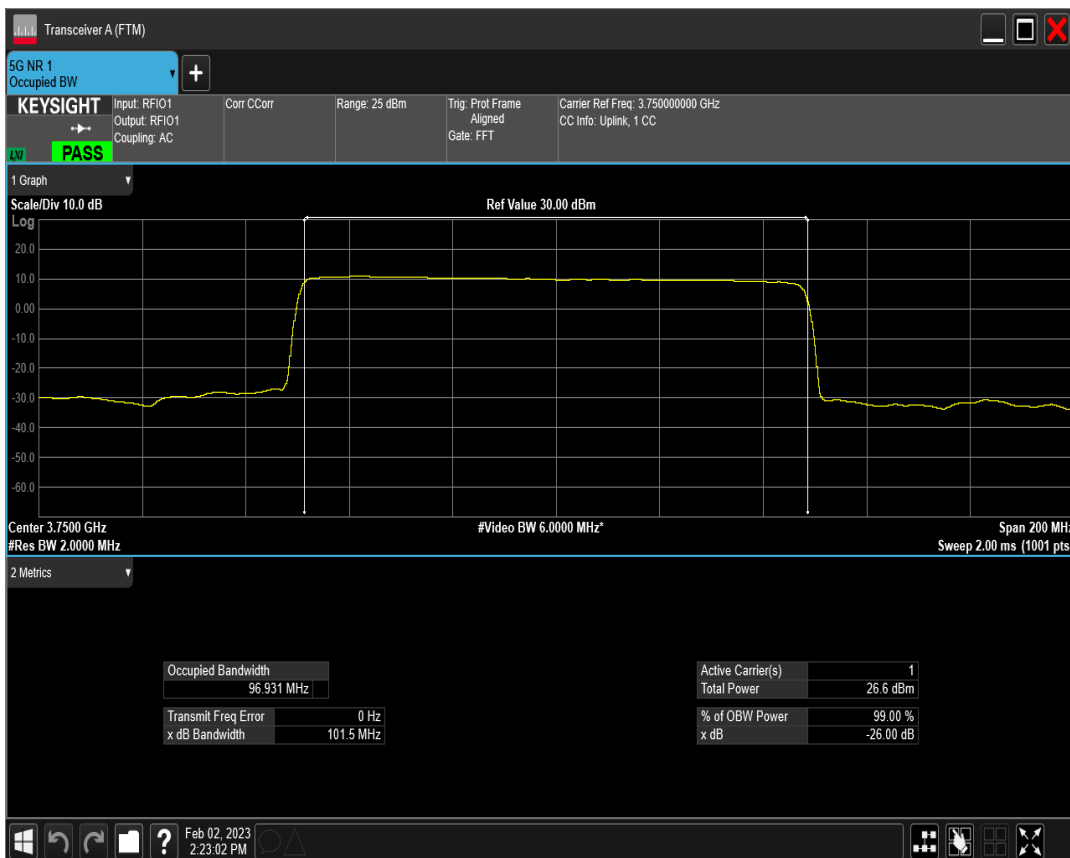 Transceiver A (FTM)
5G NR 1
Occupied BW
+
KEYSIGHT
Input: RFIO1
Output: RFIO1
Coupling: AC
Corr CCorr
Range: 25 dBm
Trig: Prot Frame
Aligned
Gate: FFT
Carrier Ref Freq: 3.750000000 GHz
CC Info: Uplink, 1 CC
LXI
PASS
1 Graph
Scale/Div 10.0 dB
Ref Value 30.00 dBm
Log
20.0
10.0
0.00
-10.0
-20.0
-30.0
-40.0
-50.0
-60.0
Center 3.7500 GHz
#Video BW 6.0000 MHz*
Span 200 MHz
#Res BW 2.0000 MHz
Sweep 2.00 ms (1001 pts
2 Metrics
Occupied Bandwidth
96.931 MHz
Transmit Freq Error 0 Hz
x dB Bandwidth 101.5 MHz
Active Carrier(s) 1
Total Power 26.6 dBm
% of OBW Power 99.00 %
x dB -26.00 dB
?
Feb 02, 2023
2:23:02 PM